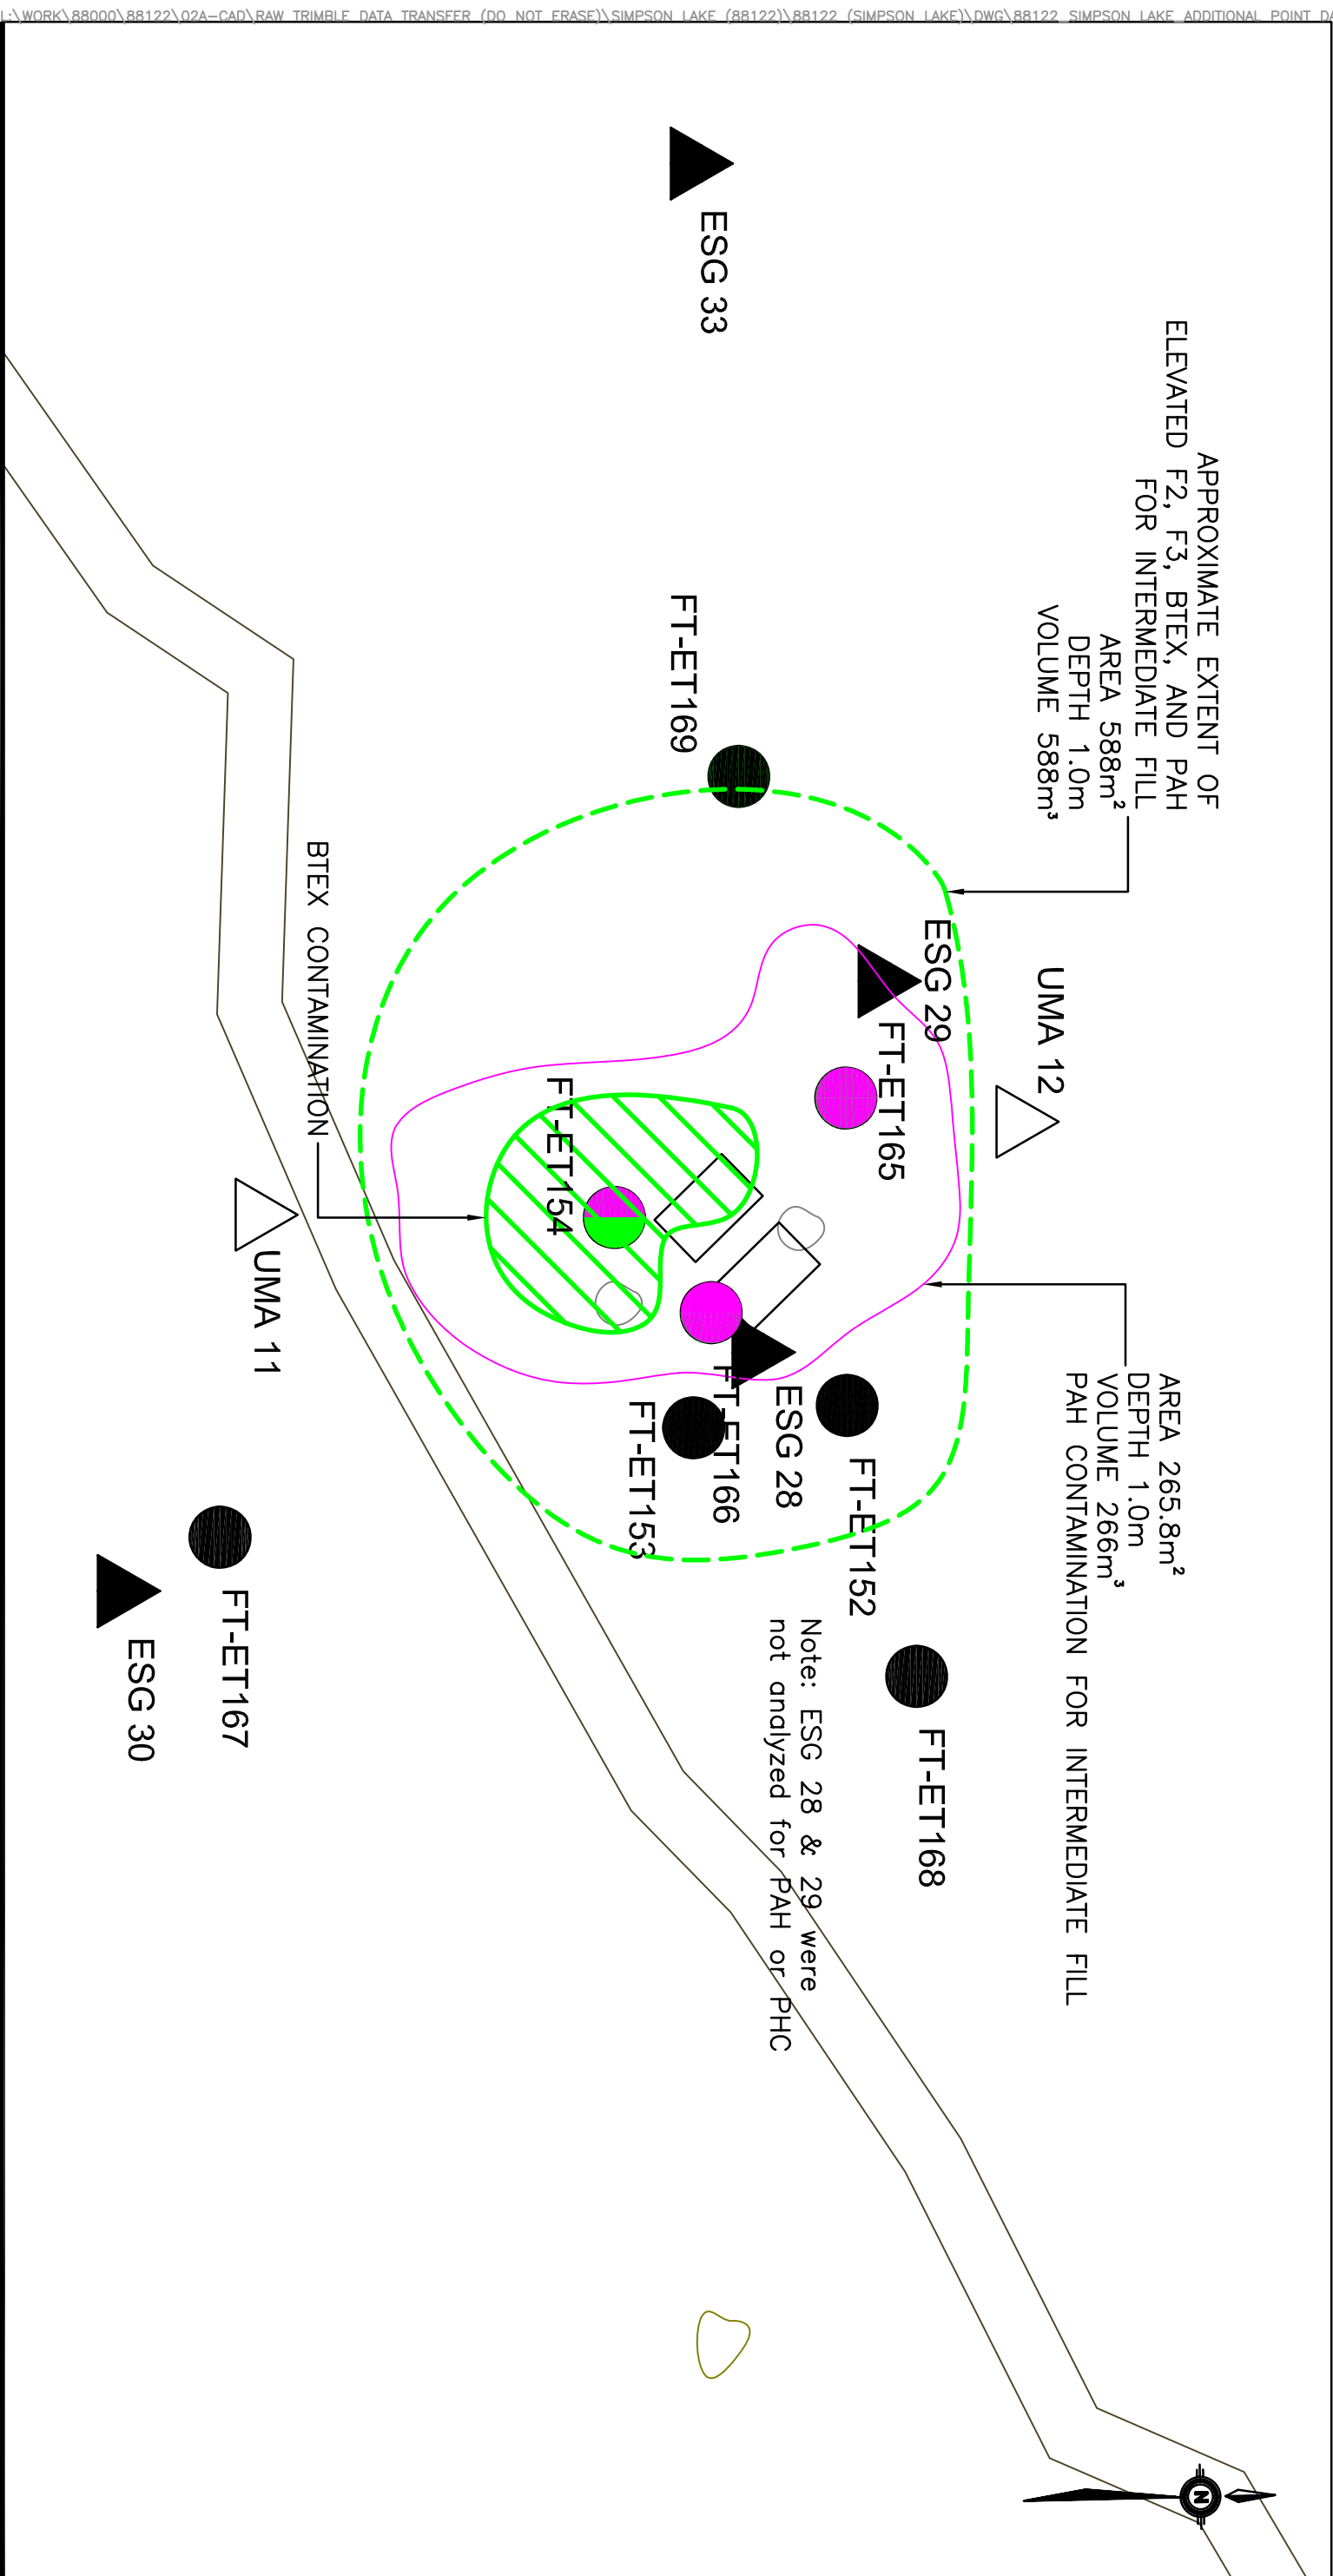 I:\WORK\88000\88122\02A-CAD\RAW TRIMBLE DATA TRANSFER (DO NOT ERASE)\SIMPSON LAKE (88122)\88122 (SIMPSON LAKE)\DWG\88122 SIMPSON LAKE ADDITIONAL POINT
APPROXIMATE EXTENT OF
ELEVATED F2, F3, BTEX, AND PAH
FOR INTERMEDIATE FILL
AREA 588m²
DEPTH 1.0m
VOLUME 588m³
AREA 265.8m²
DEPTH 1.0m
VOLUME 266m³
PAH CONTAMINATION FOR INTERMEDIATE FILL
UMA 12
ESG 29
FT-ET165
FT-ET168
FT-ET152
Note: ESG 28 & 29 were
not analyzed for PAH or PHC
ESG 28
FT-ET166
ESG 33
FT-ET169
FT-ET153
FT-ET154
BTEX CONTAMINATION
UMA 11
FT-ET167
ESG 30
N